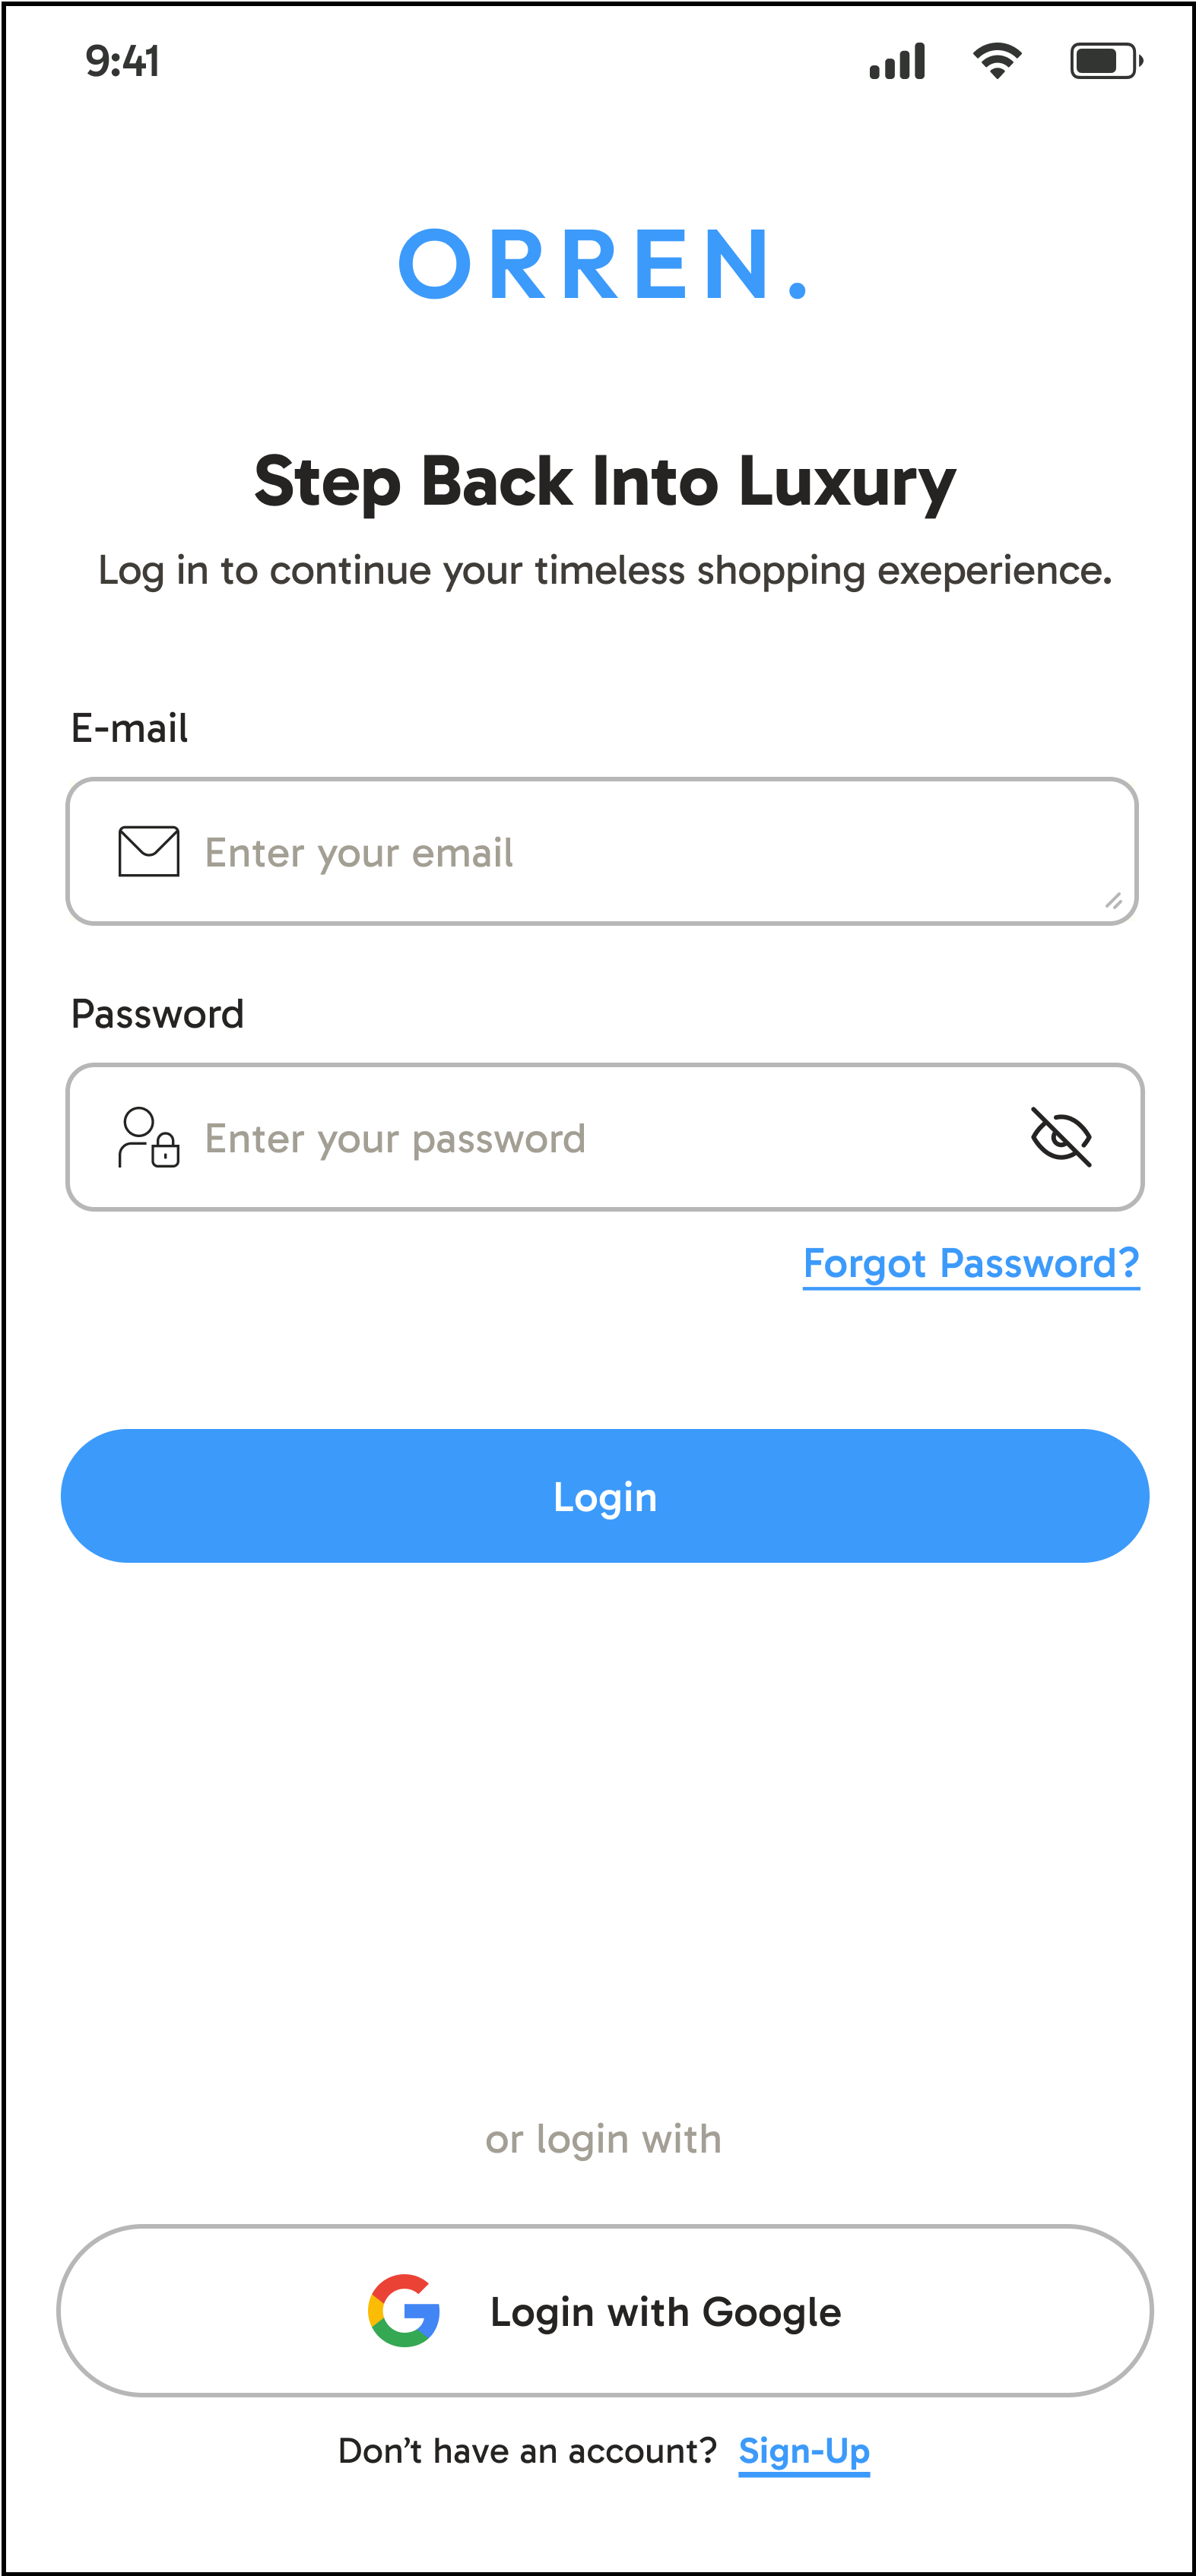 9:41
ORREN.
Step Back Into Luxury
Log in to continue your timeless shopping exeperience.
E-mail
Enter your email
Password
Enter your password
Forgot Password?
Login
or login with
Login with Google
Don’t have an account? Sign-Up